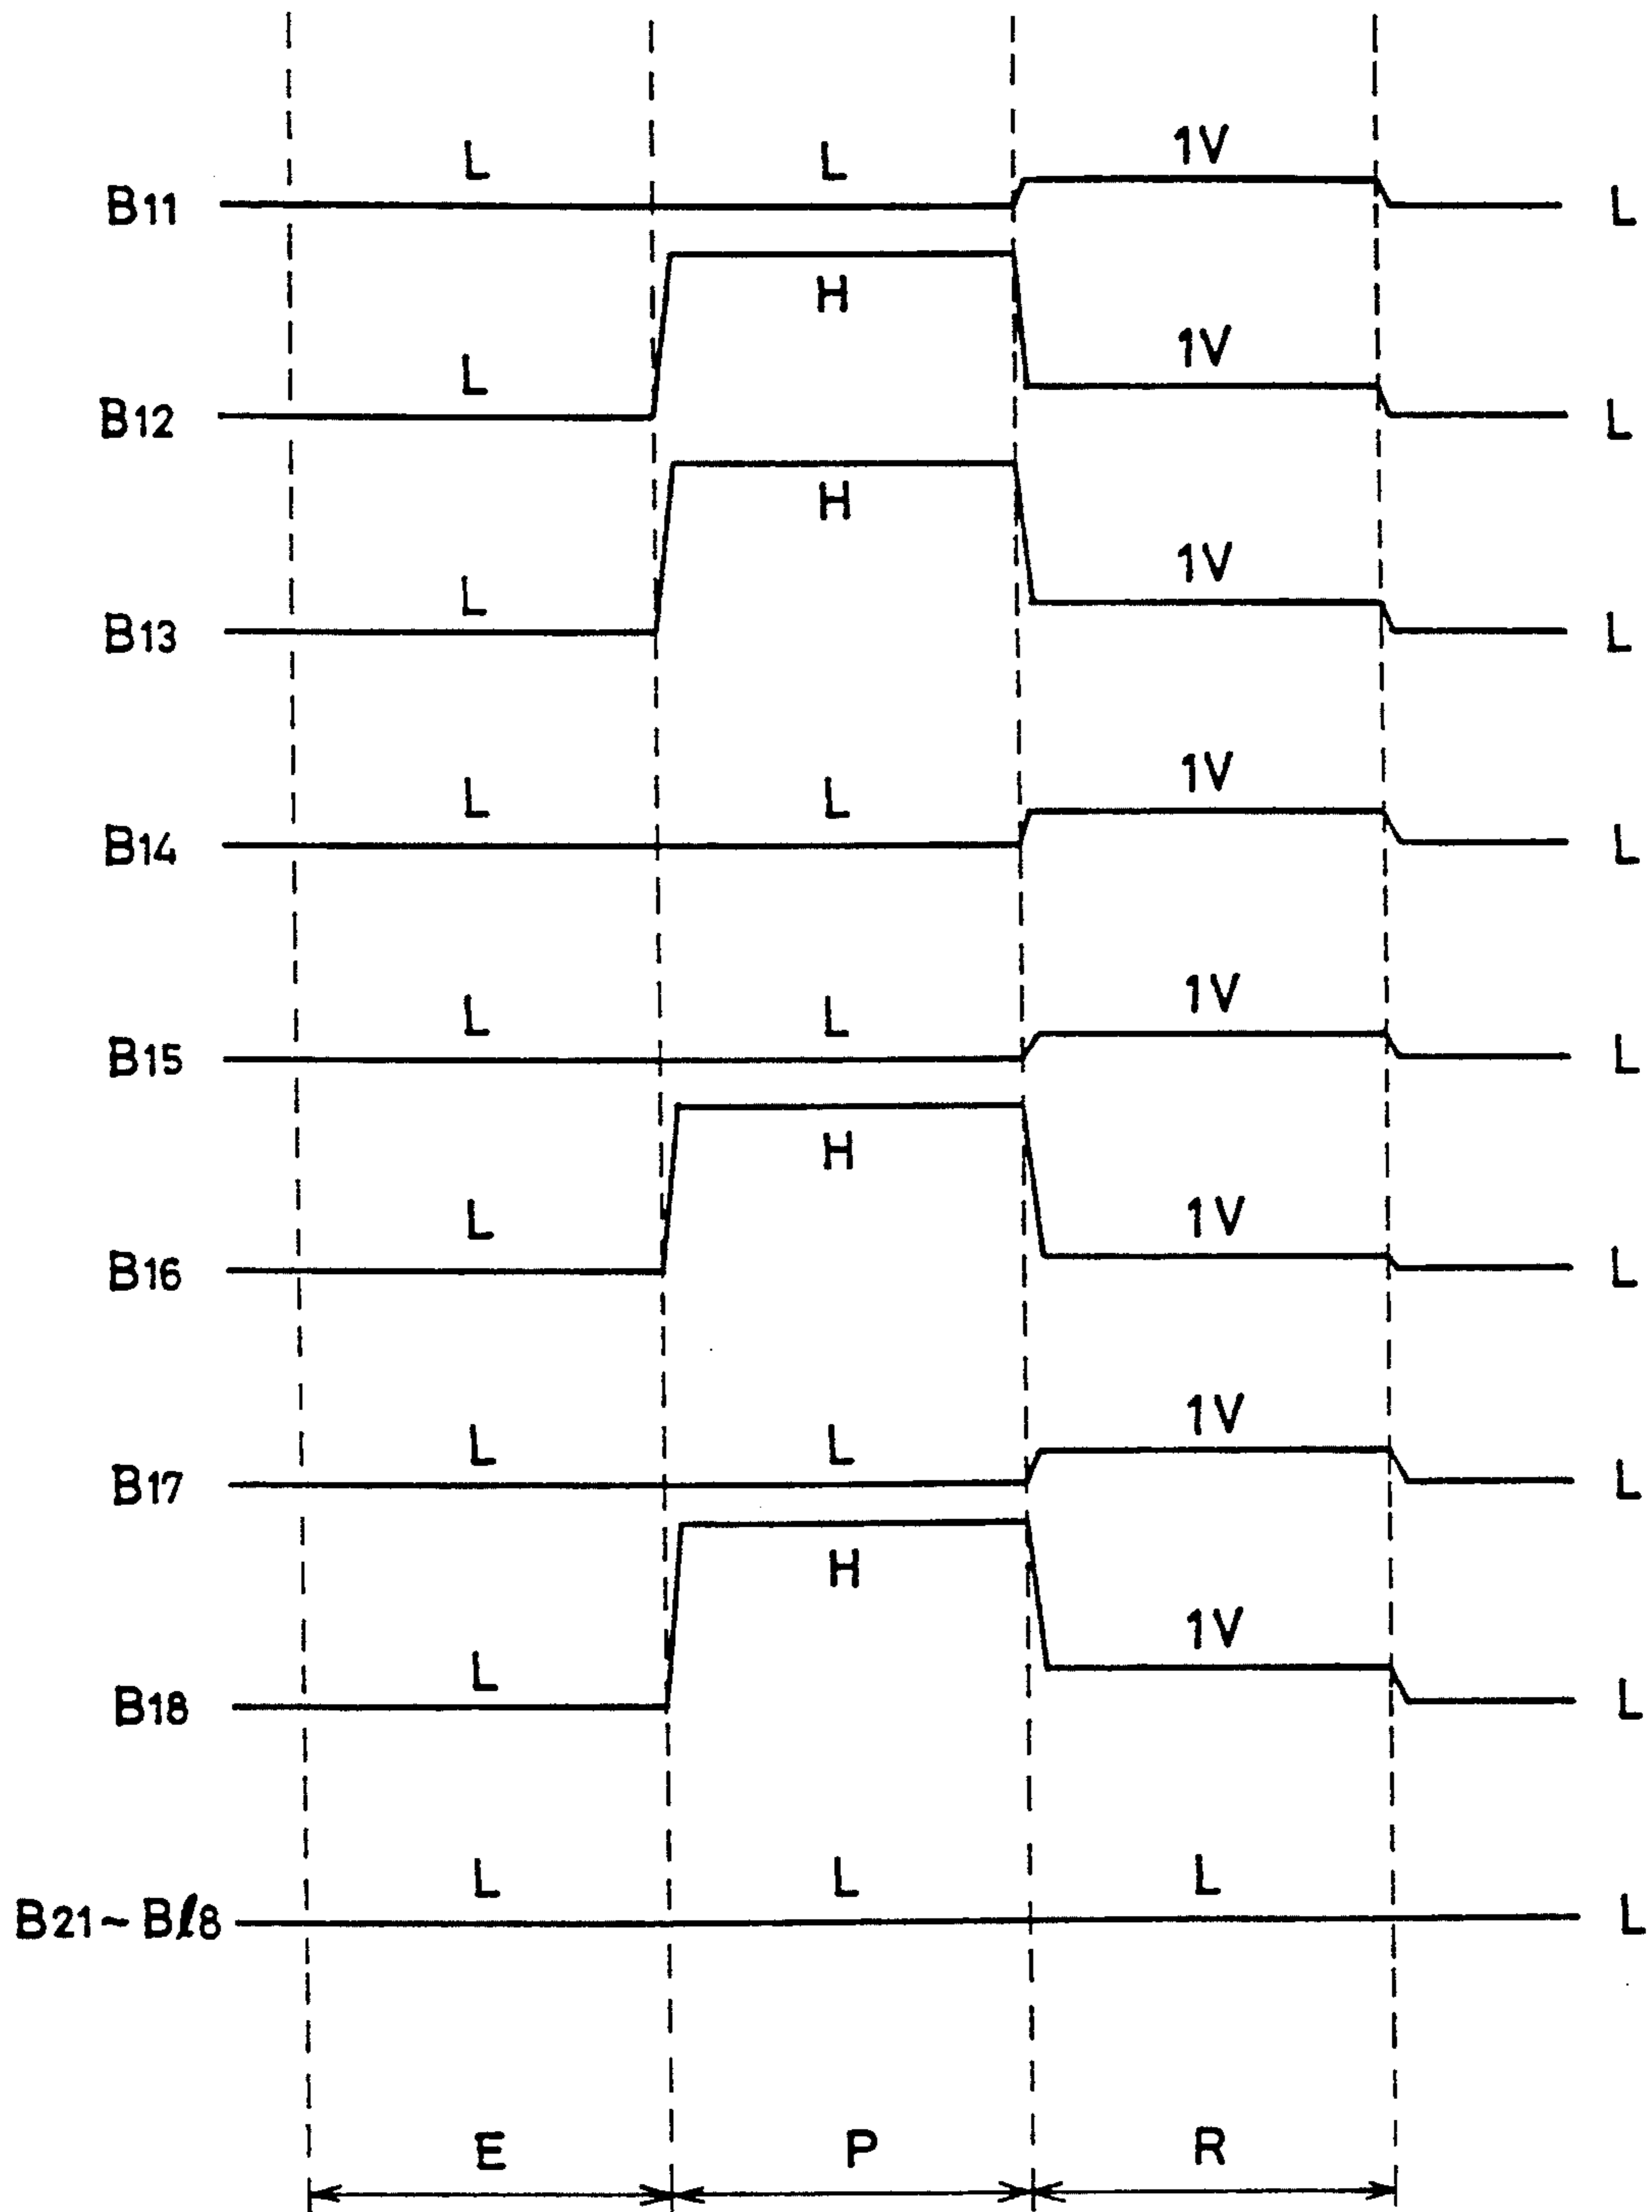 L L 1V
B11 L
H
L 1V
B12 L
H
L 1V
B13 L
L L 1V
B14 L
L L 1V
B15 L
H
L 1V
B16 L
L L 1V
B17 L
H
L 1V
B18 L
L L L
B21~Bℓ8 L
E P R